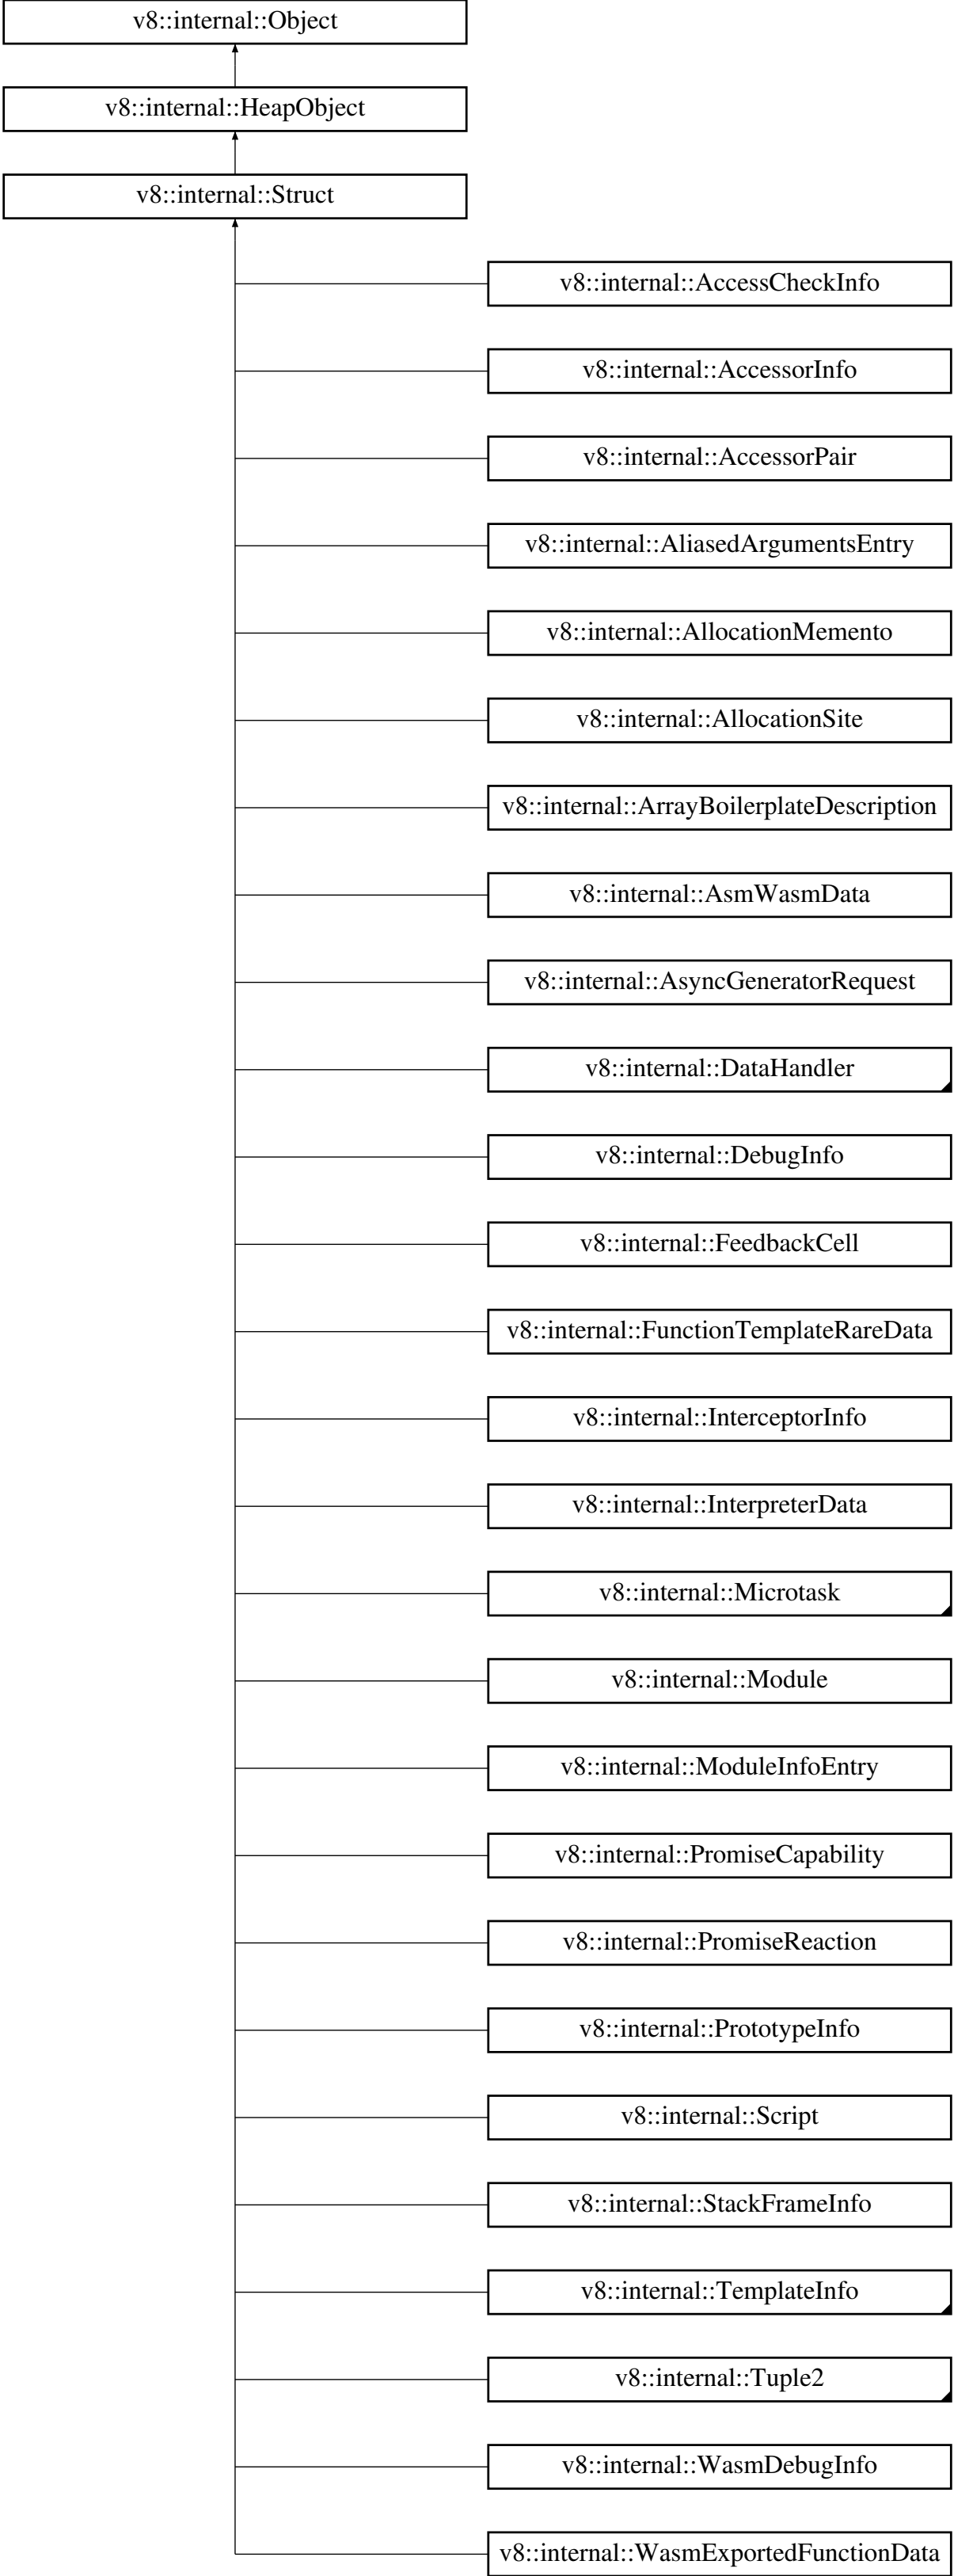 v8::internal::Object
v8::internal::HeapObject
v8::internal::Struct
v8::internal::AccessCheckInfo
v8::internal::AccessorInfo
v8::internal::AccessorPair
v8::internal::AliasedArgumentsEntry
v8::internal::AllocationMemento
v8::internal::AllocationSite
v8::internal::ArrayBoilerplateDescription
v8::internal::AsmWasmData
v8::internal::AsyncGeneratorRequest
v8::internal::DataHandler
v8::internal::DebugInfo
v8::internal::FeedbackCell
v8::internal::FunctionTemplateRareData
v8::internal::InterceptorInfo
v8::internal::InterpreterData
v8::internal::Microtask
v8::internal::Module
v8::internal::ModuleInfoEntry
v8::internal::PromiseCapability
v8::internal::PromiseReaction
v8::internal::PrototypeInfo
v8::internal::Script
v8::internal::StackFrameInfo
v8::internal::TemplateInfo
v8::internal::Tuple2
v8::internal::WasmDebugInfo
v8::internal::WasmExportedFunctionData